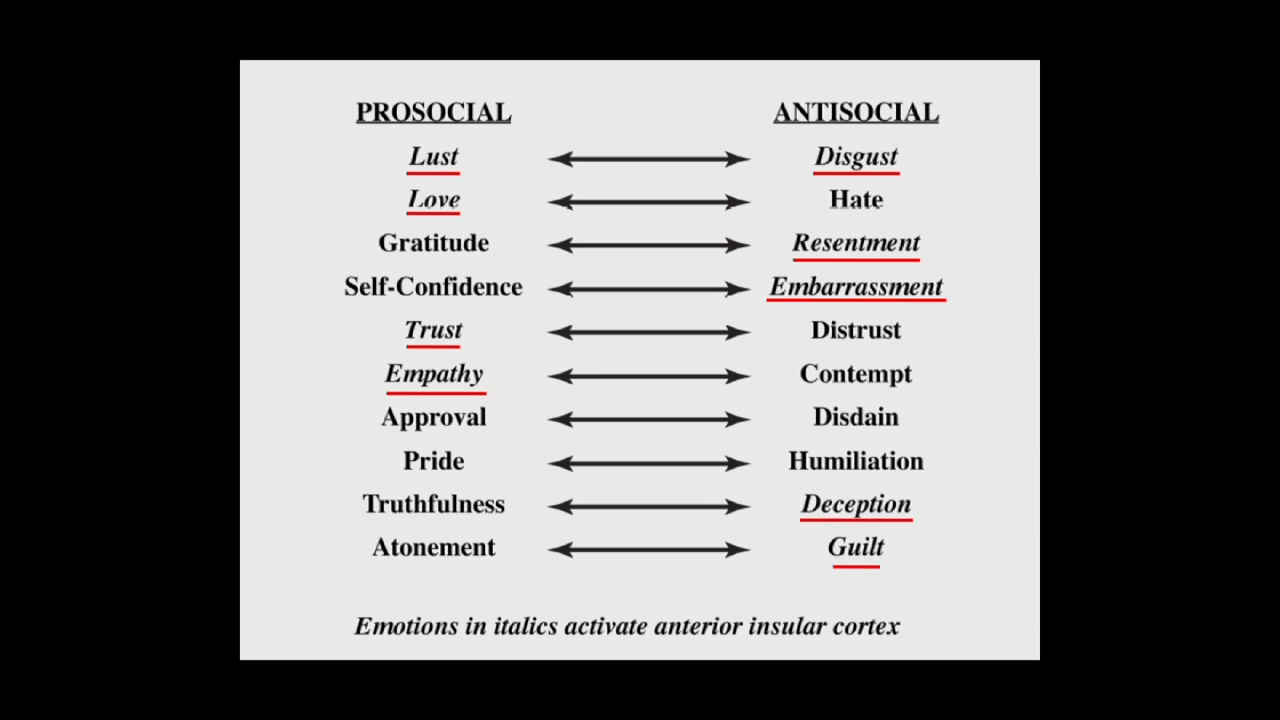 PROSOCIAL ANTISOCIAL
Lust Disgust
Love Hate
Gratitude Resentment
Self-Confidence Embarrassment
Trust Distrust
Empathy Contempt
Approval Disdain
Pride Humiliation
Truthfulness Deception
Atonement Guilt
Emotions in italics activate anterior insular cortex